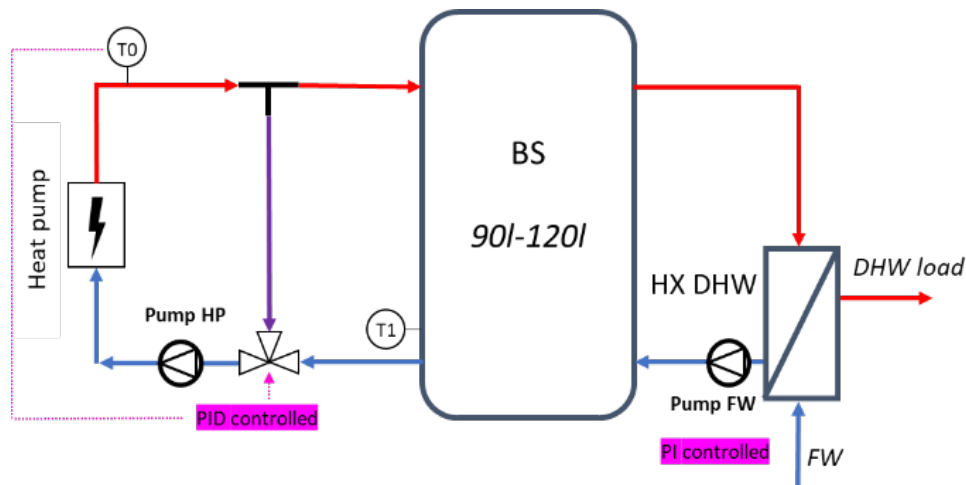 T0
Heat pump
BS
90l-120l
HX DHW
DHW load
Pump HP
T1
Pump FW
PID controlled
PI controlled
FW